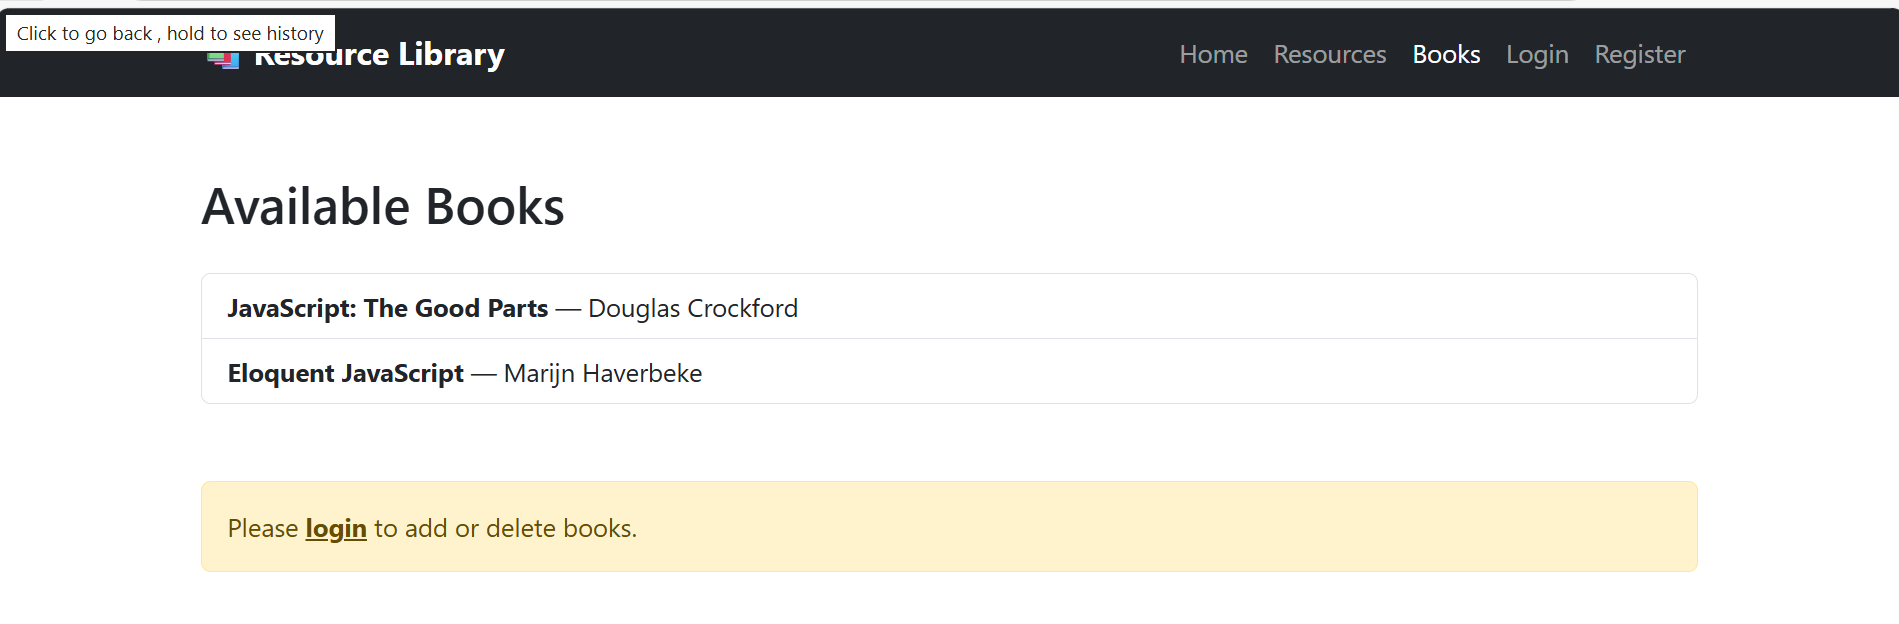 Click to go back , hold to see history
Resource Library
Home Resources Books Login Register
Available Books
JavaScript: The Good Parts — Douglas Crockford
Eloquent JavaScript — Marijn Haverbeke
Please login to add or delete books.